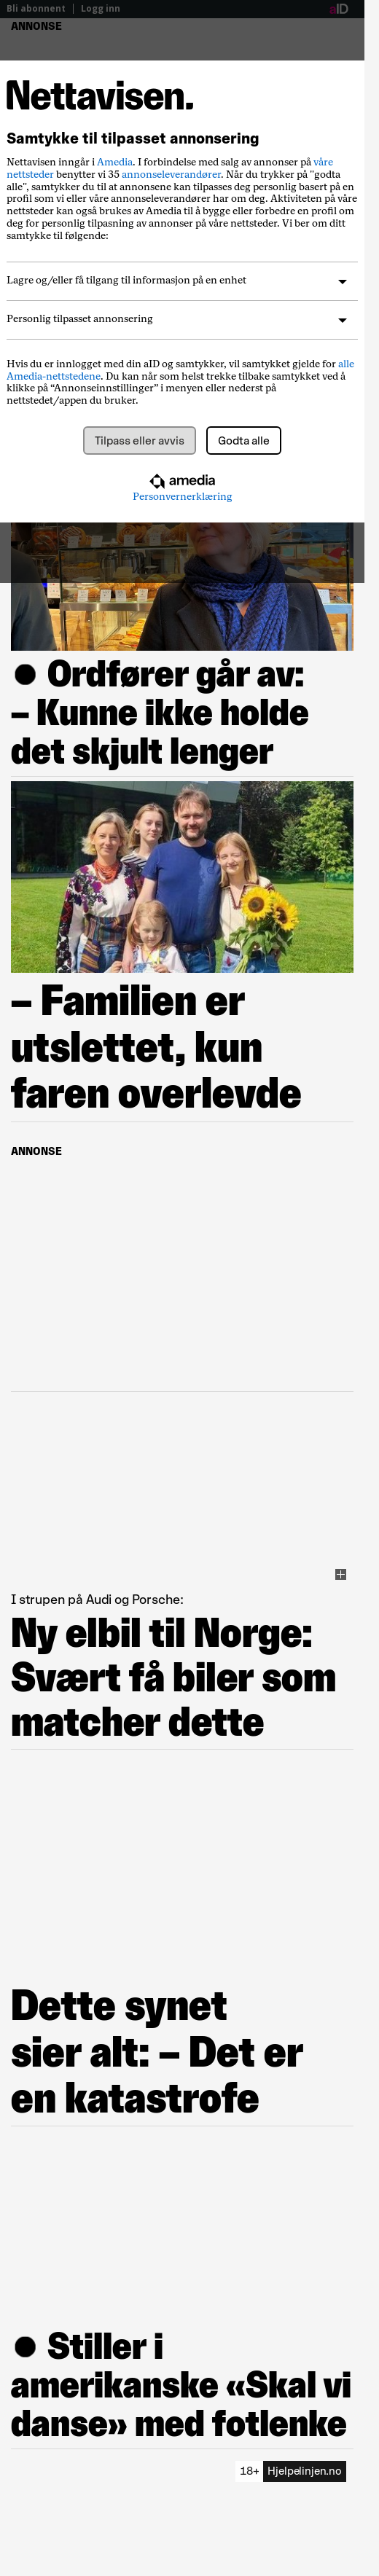 Bli abonnent | Logg inn
aID
ANNONSE
Nettavisen.
Samtykke til tilpasset annonsering
Nettavisen inngår i Amedia. I forbindelse med salg av annonser på våre
nettsteder benytter vi 35 annonseleverandører. Når du trykker på "godta
alle", samtykker du til at annonsene kan tilpasses deg personlig basert på en
profil som vi eller våre annonseleverandører har om deg. Aktiviteten på våre
nettsteder kan også brukes av Amedia til å bygge eller forbedre en profil om
deg for personlig tilpasning av annonser på våre nettsteder. Vi ber om ditt
samtykke til følgende:
Lagre og/eller få tilgang til informasjon på en enhet
Personlig tilpasset annonsering
Hvis du er innlogget med din aID og samtykker, vil samtykket gjelde for alle
Amedia-nettstedene. Du kan når som helst trekke tilbake samtykket ved å
klikke på “Annonseinnstillinger” i menyen eller nederst på
nettstedet/appen du bruker.
Tilpass eller avvis
Godta alle
amedia
Personvernerklæring
● Ordfører går av:
– Kunne ikke holde
det skjult lenger
– Familien er
utslettet, kun
faren overlevde
ANNONSE
I strupen på Audi og Porsche:
Ny elbil til Norge:
Svært få biler som
matcher dette
Dette synet
sier alt: – Det er
en katastrofe
● Stiller i
amerikanske «Skal vi
danse» med fotlenke
18+ Hjelpelinjen.no